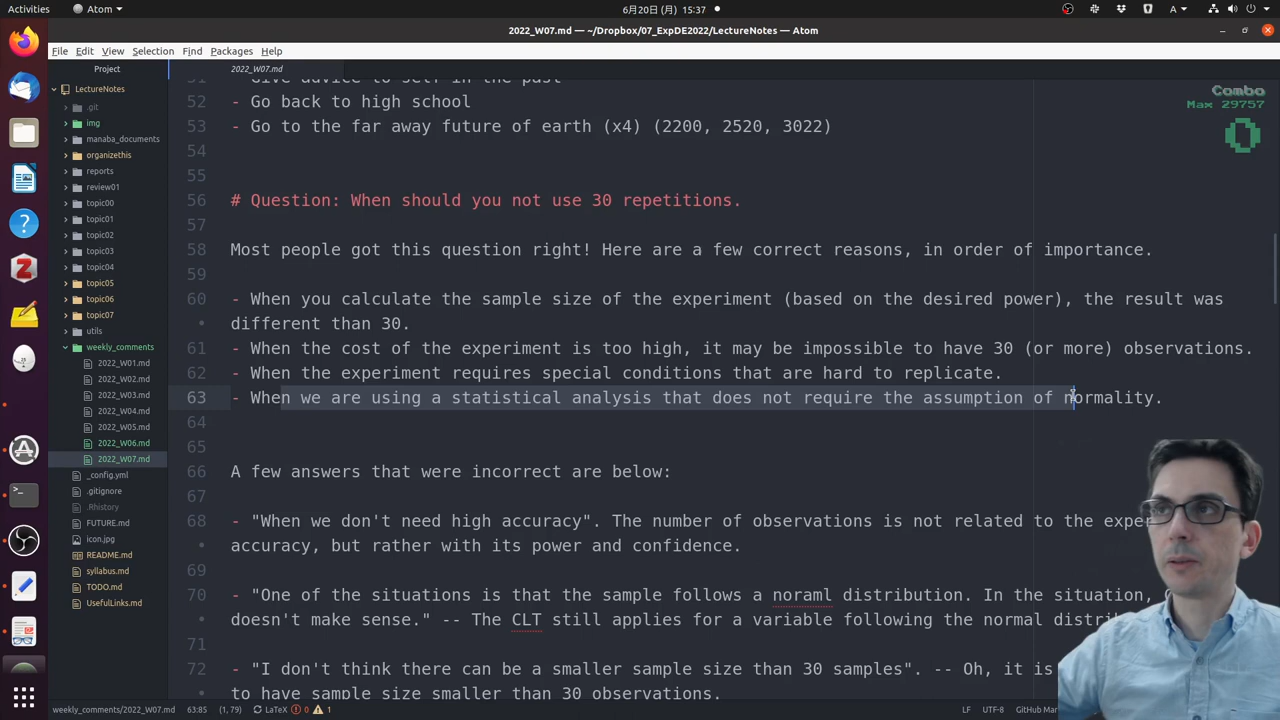 Activities
Atom
6月20日 (月) 15:37
A
2022_W07.md — ~/Dropbox/07_ExpDE2022/LectureNotes — Atom
File Edit View Selection Find Packages Help
Project
LectureNotes
.git
img
manaba_documents
organizethis
reports
review01
topic00
topic01
topic02
topic03
topic04
topic05
topic06
topic07
utils
weekly_comments
2022_W01.md
2022_W02.md
2022_W03.md
2022_W04.md
2022_W05.md
2022_W06.md
2022_W07.md
_config.yml
.gitignore
.Rhistory
FUTURE.md
icon.jpg
README.md
syllabus.md
TODO.md
UsefulLinks.md
2022_W07.md
Combo
Max 29757
0
51 - Give advice to self in the past
52 - Go back to high school
53 - Go to the far away future of earth (x4) (2200, 2520, 3022)
54
55
56 # Question: When should you not use 30 repetitions.
57
58 Most people got this question right! Here are a few correct reasons, in order of importance.
59
60 - When you calculate the sample size of the experiment (based on the desired power), the result was
different than 30.
61 - When the cost of the experiment is too high, it may be impossible to have 30 (or more) observations.
62 - When the experiment requires special conditions that are hard to replicate.
63 - When we are using a statistical analysis that does not require the assumption of normality.
64
65
66 A few answers that were incorrect are below:
67
68 - "When we don't need high accuracy". The number of observations is not related to the
accuracy, but rather with its power and confidence.
69
70 - "One of the situations is that the sample follows a noraml distribution. In the situation,
doesn't make sense." -- The CLT still applies for a variable following the normal
71
72 - "I don't think there can be a smaller sample size than 30 samples". -- Oh, it is
to have sample size smaller than 30 observations.
weekly_comments/2022_W07.md 63:85 (1, 79) LaTeX 0 1
LF UTF-8 GitHub